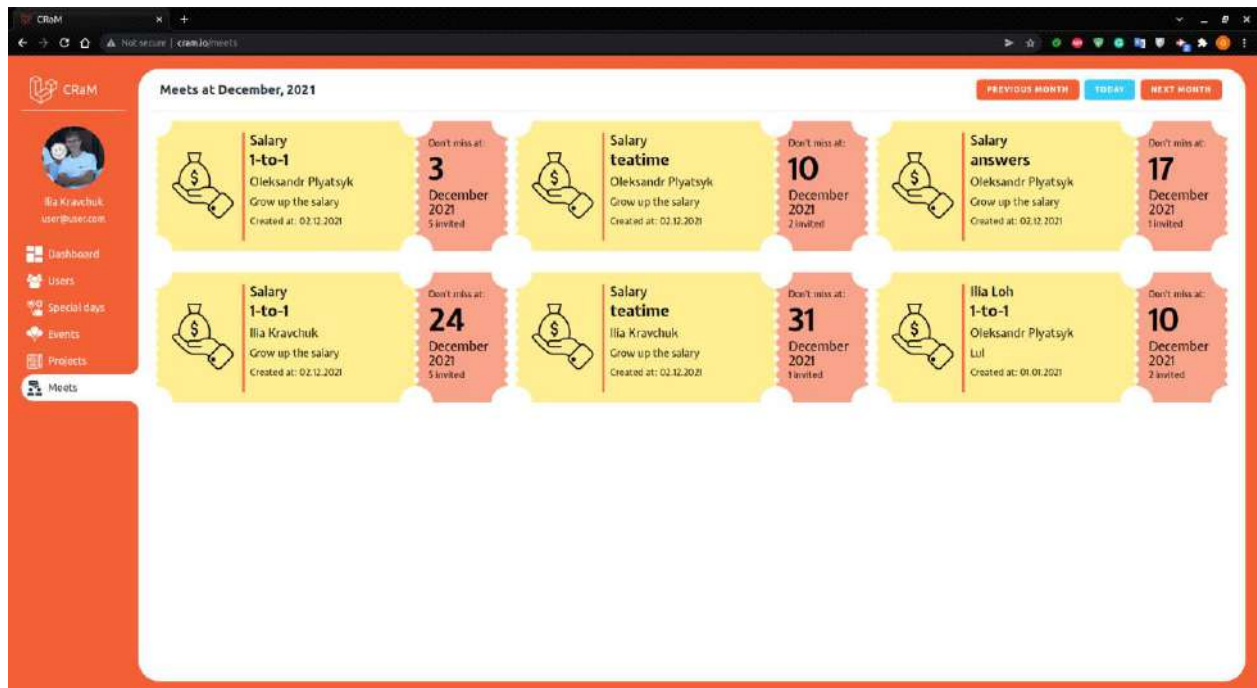 CRaM
Not secure | cram.io/meets
CRaM
Ilia Kravchuk
user@user.com
Dashboard
Users
Special days
Events
Projects
Meets
Meets at December, 2021
PREVIOUS MONTH
TODAY
NEXT MONTH
Salary
1-to-1
Oleksandr Plyatsyk
Grow up the salary
Created at: 02.12.2021
Don't miss at:
3
December
2021
5 invited
Salary
teatime
Oleksandr Plyatsyk
Grow up the salary
Created at: 02.12.2021
Don't miss at:
10
December
2021
2 invited
Salary
answers
Oleksandr Plyatsyk
Grow up the salary
Created at: 02.12.2021
Don't miss at:
17
December
2021
1 invited
Salary
1-to-1
Ilia Kravchuk
Grow up the salary
Created at: 02.12.2021
Don't miss at:
24
December
2021
5 invited
Salary
teatime
Ilia Kravchuk
Grow up the salary
Created at: 02.12.2021
Don't miss at:
31
December
2021
1 invited
Ilia Loh
1-to-1
Oleksandr Plyatsyk
Lul
Created at: 01.01.2021
Don't miss at:
10
December
2021
2 invited